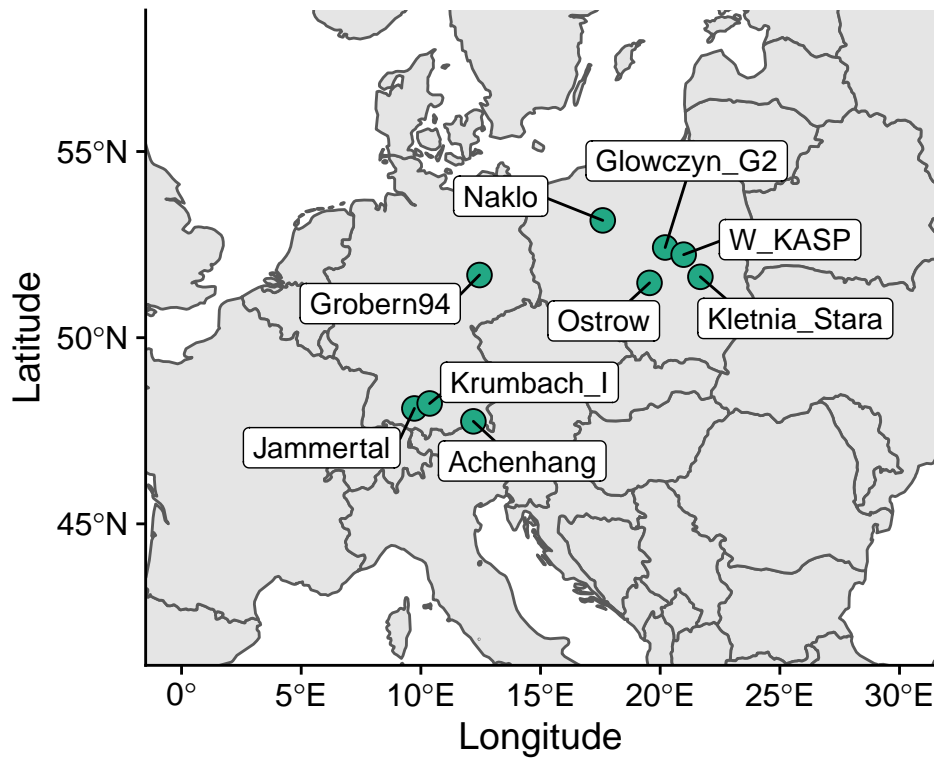 55°N
50°N
45°N
Latitude
Glowczyn_G2
Naklo
W_KASP
Grobern94
Ostrow
Kletnia_Stara
Krumbach_I
Jammertal
Achenhang
0°
5°E
10°E
15°E
20°E
25°E
30°E
Longitude